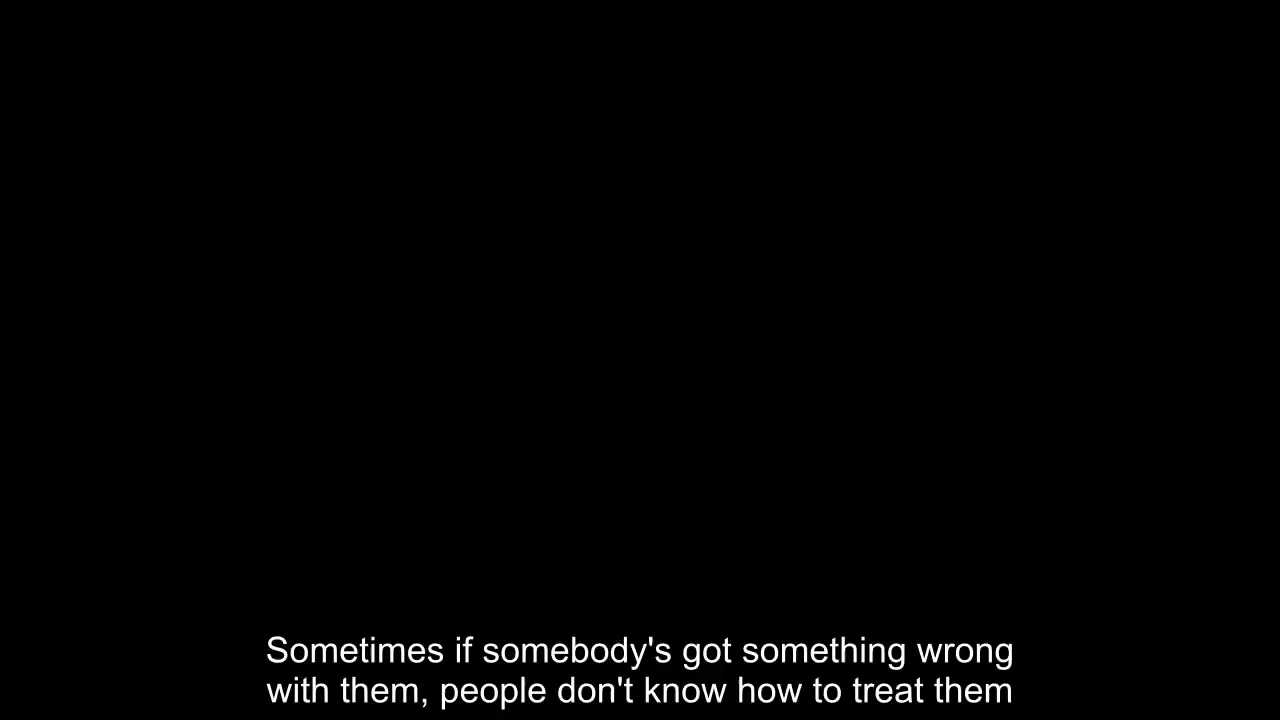 Sometimes if somebody's got something wrong
with them, people don't know how to treat them